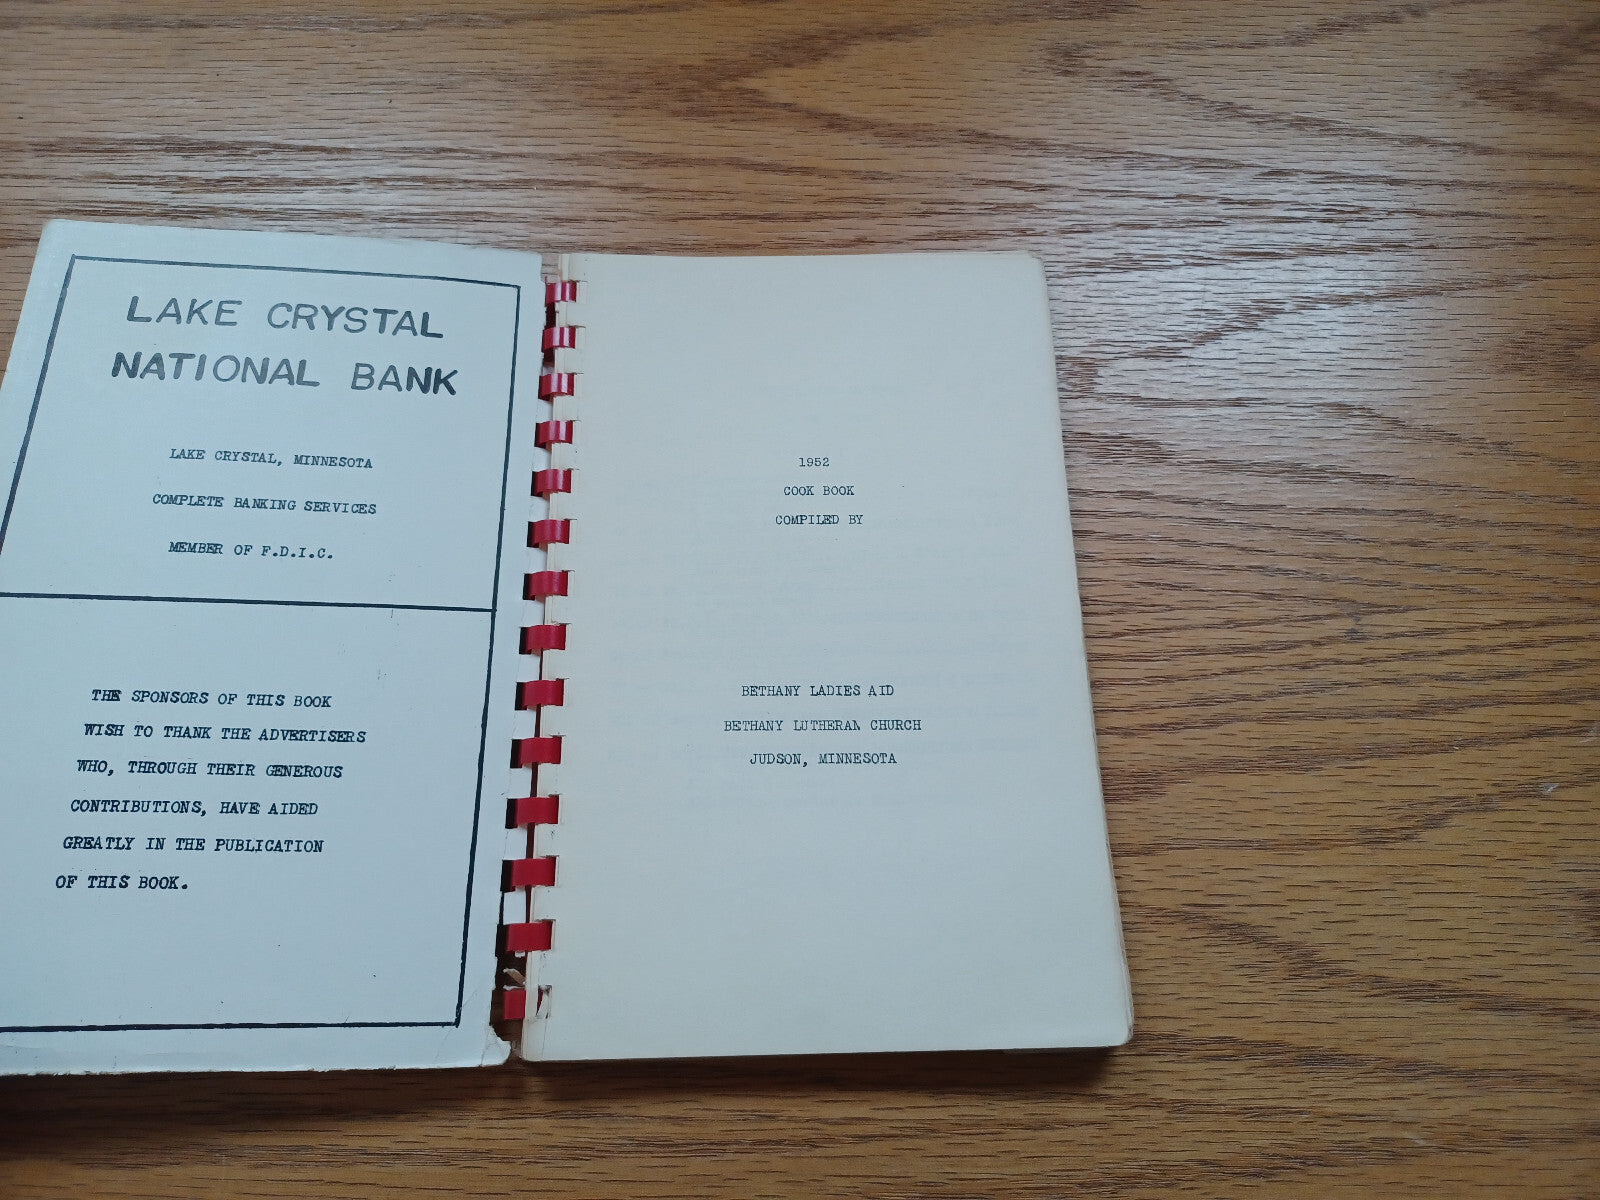 LAKE CRYSTAL
NATIONAL BANK
LAKE CRYSTAL, MINNESOTA
COMPLETE BANKING SERVICES
MEMBER OF F.D.I.C.
THE SPONSORS OF THIS BOOK
WISH TO THANK THE ADVERTISERS
WHO, THROUGH THEIR GENEROUS
CONTRIBUTIONS, HAVE AIDED
GREATLY IN THE PUBLICATION
OF THIS BOOK.
1952
COOK BOOK
COMPILED BY
BETHANY LADIES AID
BETHANY LUTHERAN CHURCH
JUDSON, MINNESOTA